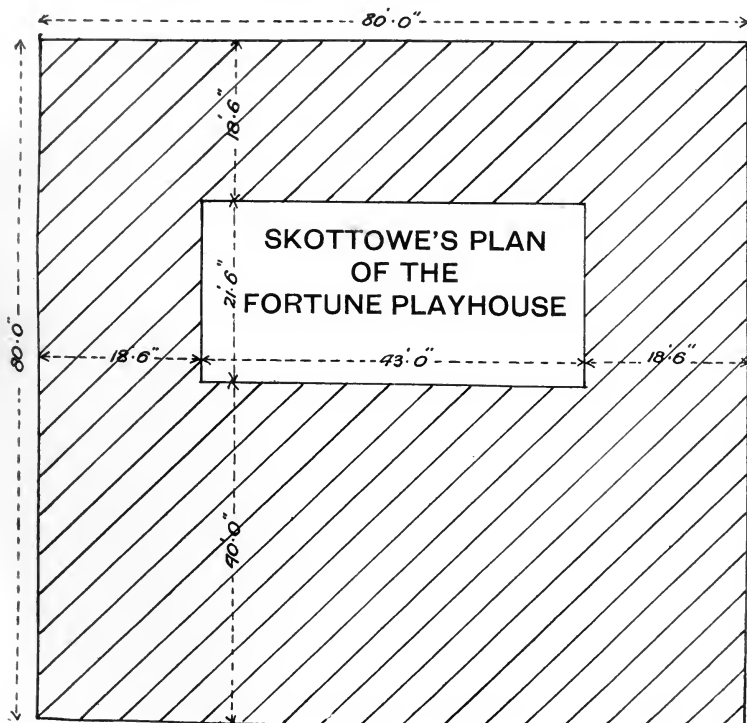 80'.0"
18'.6"
SKOTTOWE'S PLAN
OF THE
FORTUNE PLAYHOUSE
21'.6"
80'.0"
18'.6"
43'.0"
18'.6"
40'.0"